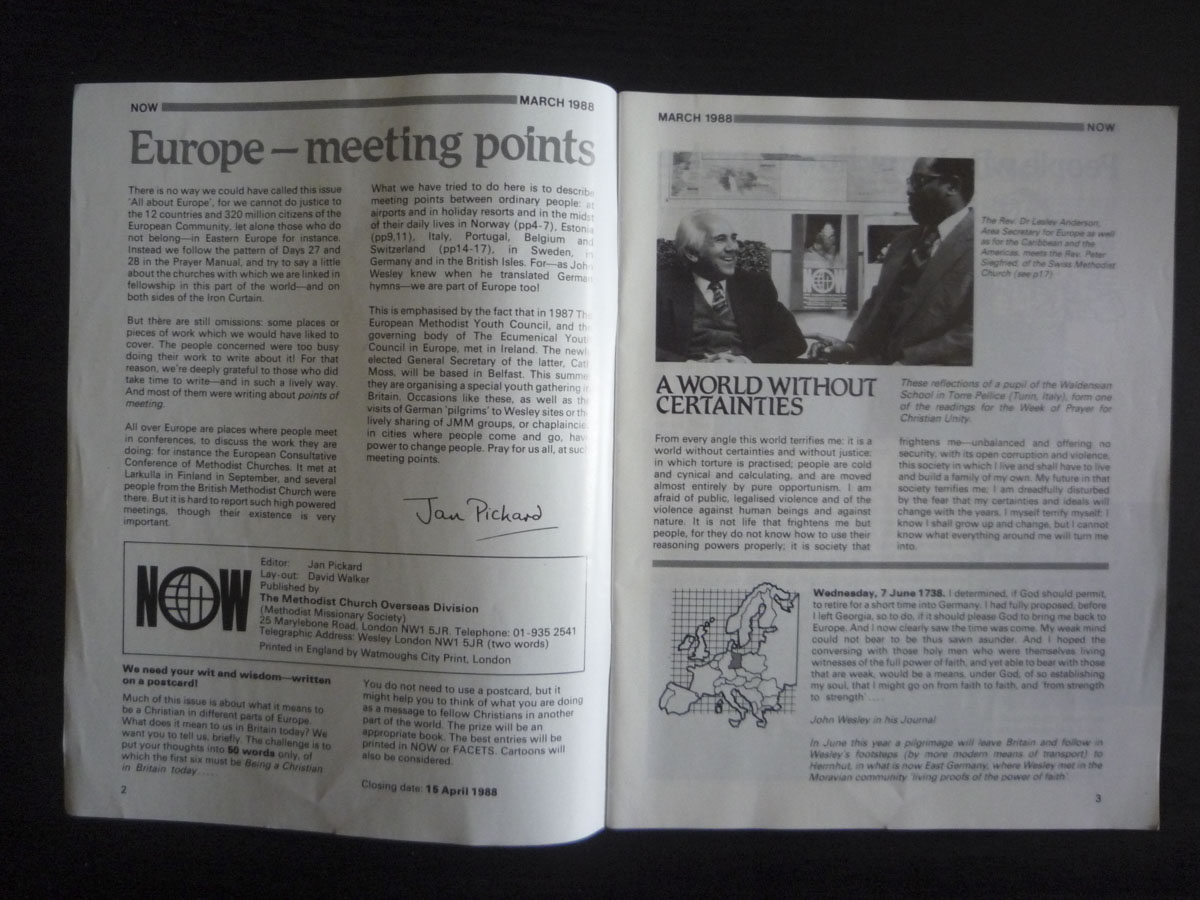 NOW MARCH 1988
Europe – meeting points
There is no way we could have called this issue
'All about Europe', for we cannot do justice to
the 12 countries and 320 million citizens of the
European Community, let alone those who do
not belong—in Eastern Europe for instance.
Instead we follow the pattern of Days 27 and
28 in the Prayer Manual, and try to say a little
about the churches with which we are linked in
fellowship in this part of the world—and on
both sides of the Iron Curtain.
But there are still omissions: some places or
pieces of work which we would have liked to
cover. The people concerned were too busy
doing their work to write about it! For that
reason, we're deeply grateful to those who did
take time to write—and in such a lively way.
And most of them were writing about points of
meeting.
All over Europe are places where people meet
in conferences, to discuss the work they are
doing: for instance the European Consultative
Conference of Methodist Churches. It met at
Larkulla in Finland in September, and several
people from the British Methodist Church were
there. But it is hard to report such high powered
meetings, though their existence is very
important.
What we have tried to do here is to describe
meeting points between ordinary people: at
airports and in holiday resorts and in the midst
of their daily lives in Norway (pp4-7), Estonia
(pp9,11), Italy, Portugal, Belgium and
Switzerland (pp14-17), in Sweden, in
Germany and in the British Isles. For—as John
Wesley knew when he translated German
hymns—we are part of Europe too!
This is emphasised by the fact that in 1987 The
European Methodist Youth Council, and the
governing body of The Ecumenical Youth
Council in Europe, met in Ireland. The newly
elected General Secretary of the latter, Cath
Moss, will be based in Belfast. This summer
they are organising a special youth gathering in
Britain. Occasions like these, as well as the
visits of German 'pilgrims' to Wesley sites or the
lively sharing of JMM groups, or chaplaincies
in cities where people come and go, have
power to change people. Pray for us all, at such
meeting points.
Jan Pickard
NOW
Editor: Jan Pickard
Lay-out: David Walker
Published by
The Methodist Church Overseas Division
(Methodist Missionary Society)
25 Marylebone Road, London NW1 5JR. Telephone: 01-935 2541
Telegraphic Address: Wesley London NW1 5JR (two words)
Printed in England by Watmoughs City Print, London
We need your wit and wisdom—written
on a postcard!
Much of this issue is about what it means to
be a Christian in different parts of Europe.
What does it mean to us in Britain today? We
want you to tell us, briefly. The challenge is to
put your thoughts into 50 words only, of
which the first six must be Being a Christian
in Britain today.....
You do not need to use a postcard, but it
might help you to think of what you are doing
as a message to fellow Christians in another
part of the world. The prize will be an
appropriate book. The best entries will be
printed in NOW or FACETS. Cartoons will
also be considered.
Closing date: 15 April 1988
2
MARCH 1988 NOW
The Rev. Dr Lesley Anderson,
Area Secretary for Europe as well
as for the Caribbean and the
Americas, meets the Rev. Peter
Siegfried, of the Swiss Methodist
Church (see p17).
A WORLD WITHOUT
CERTAINTIES
These reflections of a pupil of the Waldensian
School in Torre Pellice (Turin, Italy), form one
of the readings for the Week of Prayer for
Christian Unity.
From every angle this world terrifies me: it is a
world without certainties and without justice:
in which torture is practised; people are cold
and cynical and calculating, and are moved
almost entirely by pure opportunism. I am
afraid of public, legalised violence and of the
violence against human beings and against
nature. It is not life that frightens me but
people, for they do not know how to use their
reasoning powers properly; it is society that
frightens me—unbalanced and offering no
security, with its open corruption and violence,
this society in which I live and shall have to live
and build a family of my own. My future in that
society terrifies me; I am dreadfully disturbed
by the fear that my certainties and ideals will
change with the years. I myself terrify myself: I
know I shall grow up and change, but I cannot
know what everything around me will turn me
into.
Wednesday, 7 June 1738. I determined, if God should permit,
to retire for a short time into Germany. I had fully proposed, before
I left Georgia, so to do, if it should please God to bring me back to
Europe. And I now clearly saw the time was come. My weak mind
could not bear to be thus sawn asunder. And I hoped the
conversing with those holy men who were themselves living
witnesses of the full power of faith, and yet able to bear with those
that are weak, would be a means, under God, of so establishing
my soul, that I might go on from faith to faith, and 'from strength
to strength'....
John Wesley in his Journal
In June this year a pilgrimage will leave Britain and follow in
Wesley's footsteps (by more modern means of transport) to
Herrnhut, in what is now East Germany, where Wesley met in the
Moravian community 'living proofs of the power of faith'.
3